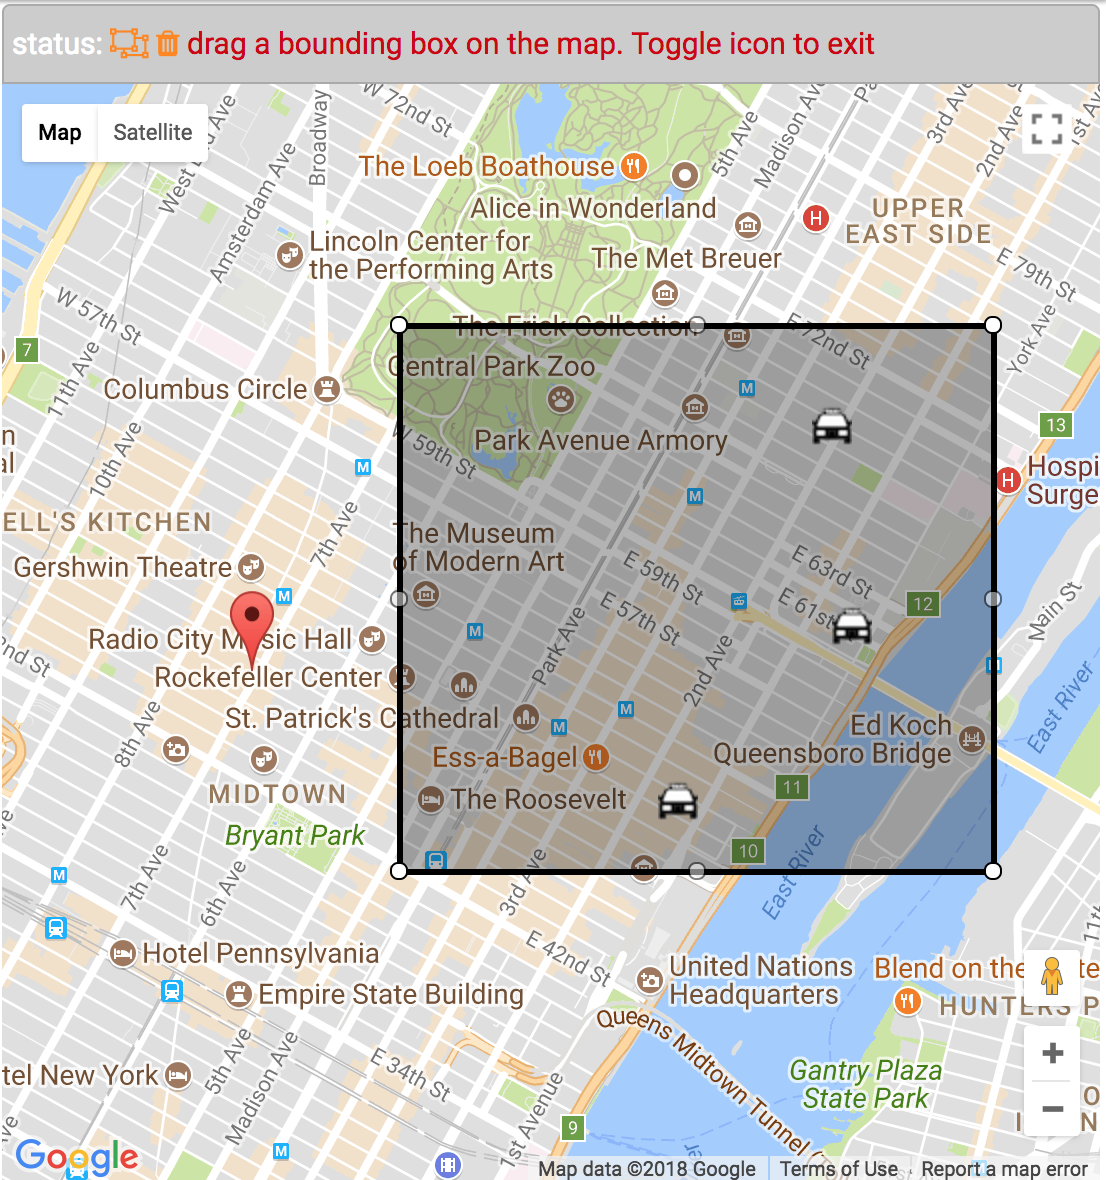 status: drag a bounding box on the map. Toggle icon to exit
Map
Satellite
W 72nd St
Broadway
Amsterdam Ave
5th Ave
Madison Av
3rd Ave
2nd Ave
The Loeb Boathouse
Alice in Wonderland
H
UPPER
EAST SIDE
Lincoln Center for
the Performing Arts
The Met Breuer
E 79th St
W 57th St
The Frick Collection
E 72nd St
York Ave
7
11th Ave
Central Park Zoo
Columbus Circle
M
13
10th Ave
W 59th St
Park Avenue Armory
M
Hospi
Surge
H
M
ELL'S KITCHEN
7th Ave
The Museum
of Modern Art
Gershwin Theatre
E 59th St
E 63rd St
E 61st
M
E 57th St
12
Main St
Radio City Music Hall
M
Park Ave
2nd Ave
nd St
Rockefeller Center
East River
St. Patrick's Cathedral
M
M
8th Ave
Ed Koch
Queensboro Bridge
Ess-a-Bagel
MIDTOWN
The Roosevelt
11
Bryant Park
10
M
7th Ave
6th Ave
3rd Ave
East River
11th
Hotel Pennsylvania
E 42nd St
United Nations
Headquarters
Blend on the
te
Empire State Building
HUNTERS P
Queens Midtown Tunnel
tel New York
5th Ave
Madison Ave
E 34th St
Gantry Plaza
State Park
+
−
1st Avenue
9
M
Google
Map data ©2018 Google
Terms of Use
Report a map error